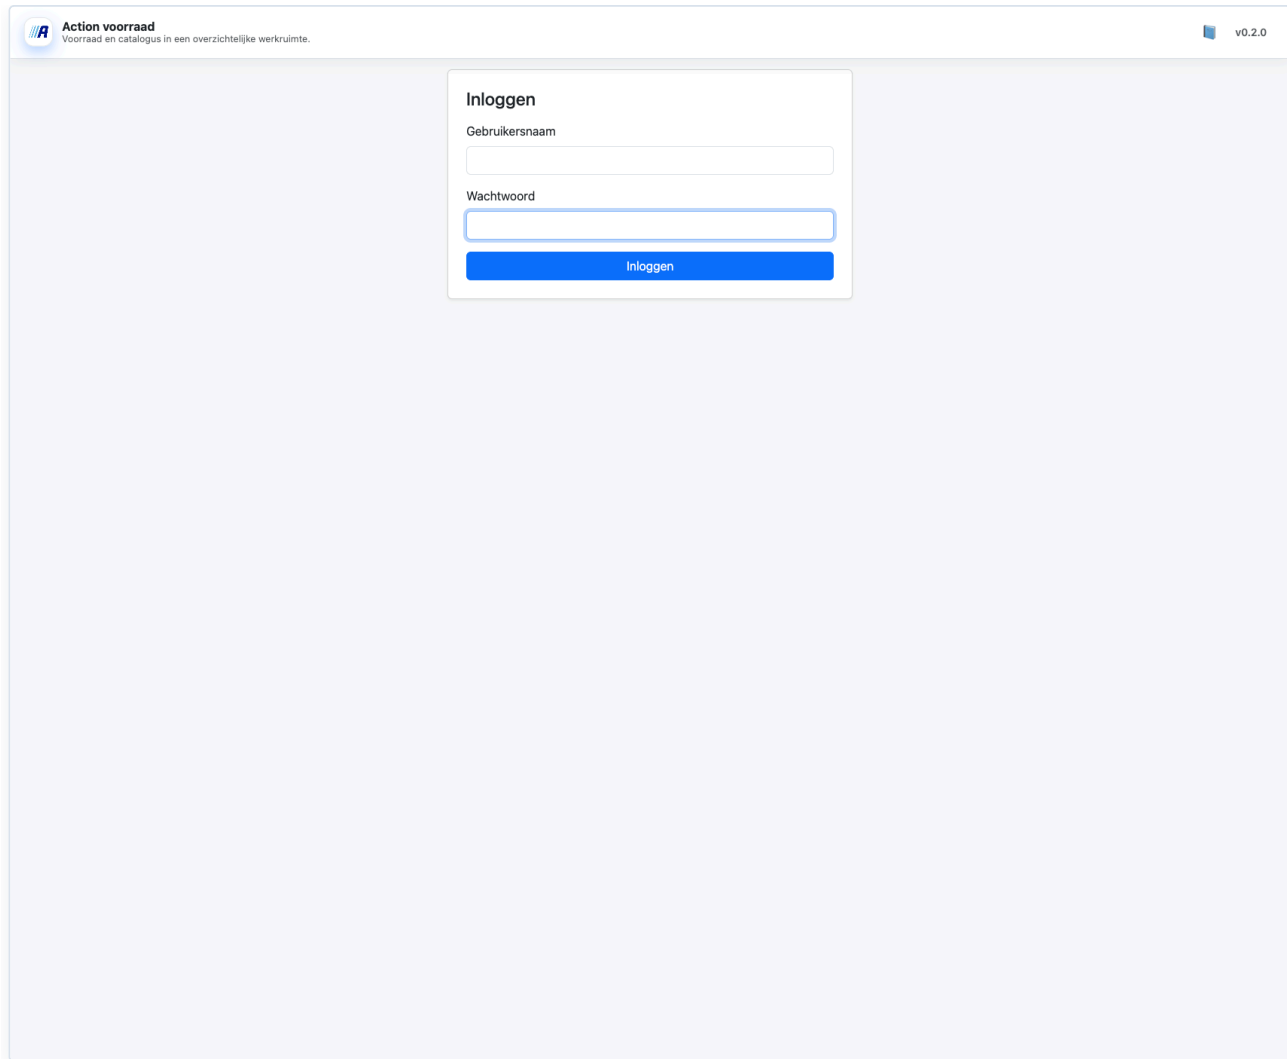 A
Action voorraad
Voorraad en catalogus in een overzichtelijke werkruimte.
v0.2.0
Inloggen
Gebruikersnaam
Wachtwoord
Inloggen